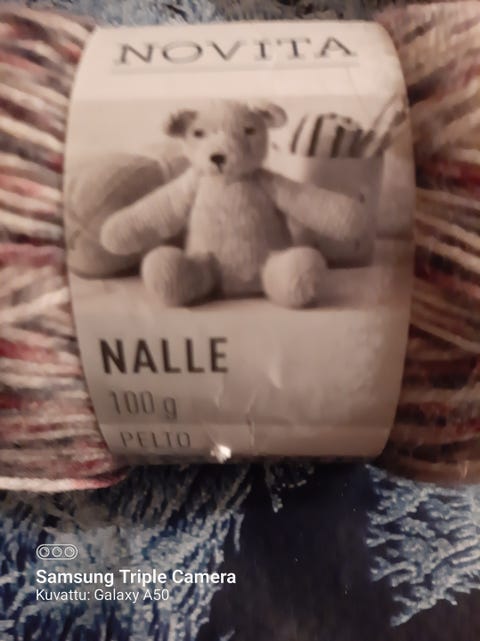 NOVITA
NALLE
100 g
PELTO
Samsung Triple Camera
Kuvattu: Galaxy A50